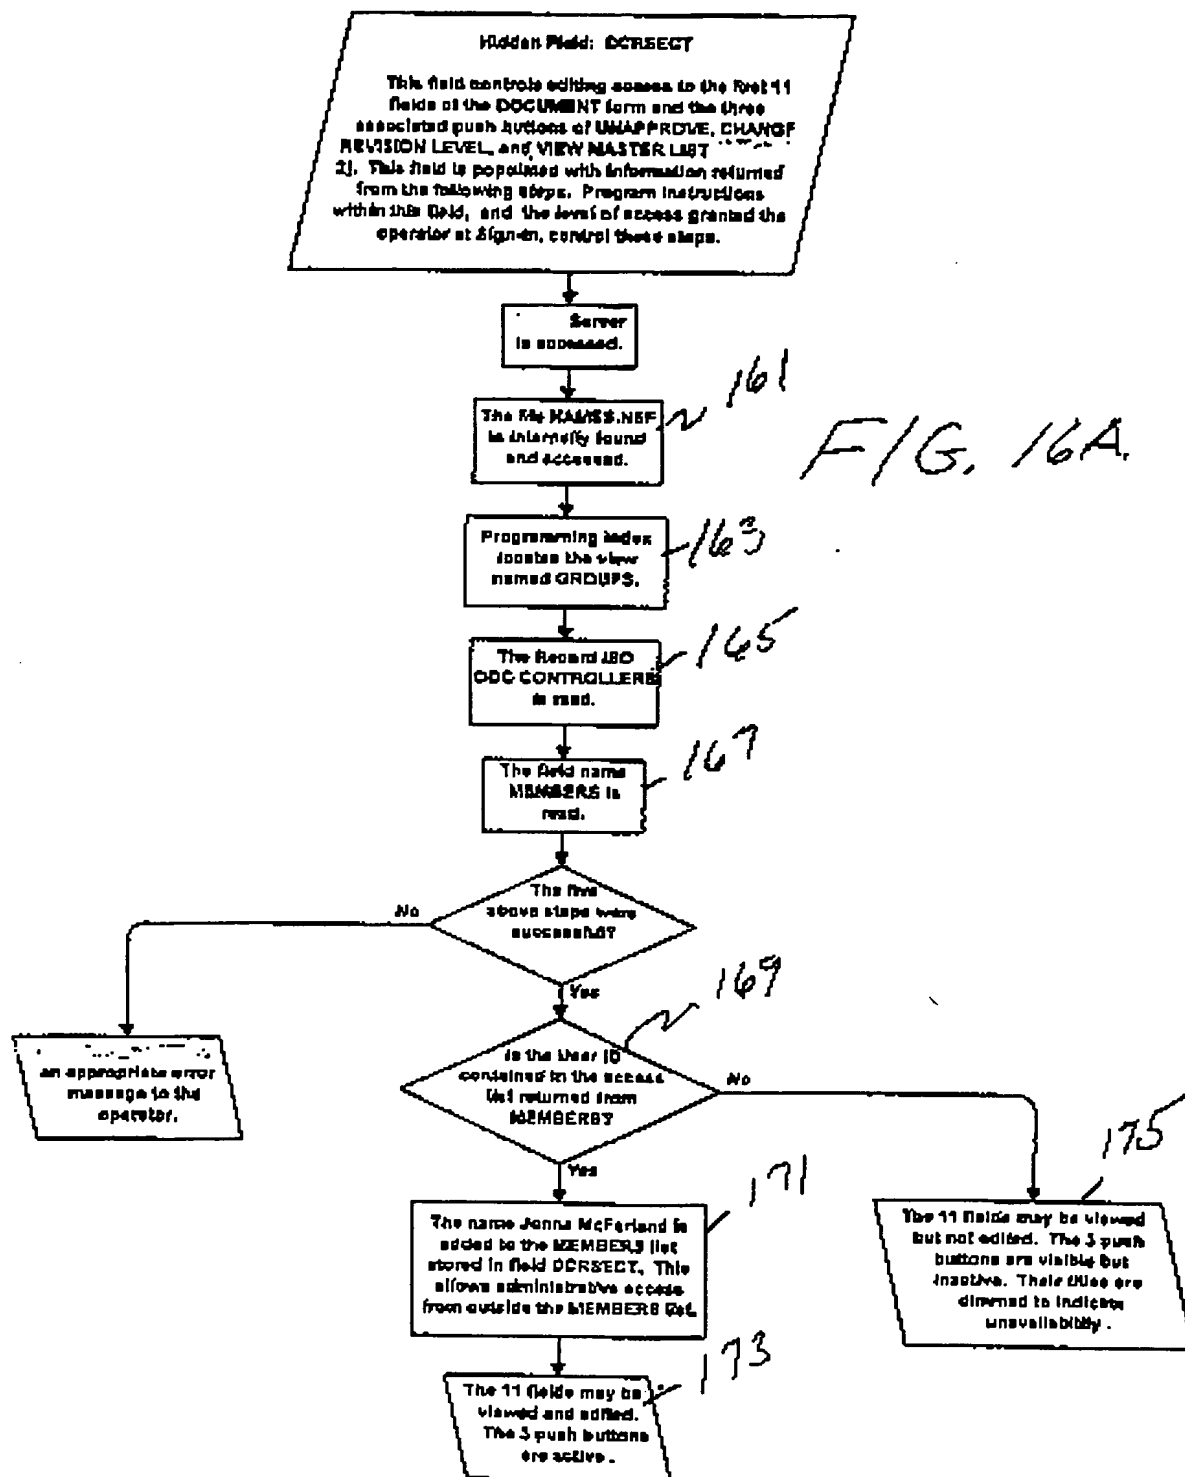 Hidden Field: DCRSECT
This field controls editing access to the first 11
fields of the DOCUMENT form and the three
associated push buttons of UNAPPROVE, CHANGE
REVISION LEVEL, and VIEW MASTER LIST
2). This field is populated with information returned
from the following steps. Program instructions
within this field, and the level of access granted the
operator at Sign-in, control these steps.
Server
is accessed.
161
The file NAMES.NSF
is internally found
and accessed.
FIG. 16A.
Programming index
locates the view
named GROUPS.
163
The Record
CONTROLLERS
is read.
165
The field name
MEMBERS is
read.
167
The five
above steps were
successful?
No
Yes
169
an appropriate error
message to the
operator.
Is the User ID
contained in the access
list returned from
MEMBERS?
No
Yes
171
175
The name Janna McFarland is
added to the MEMBERS list
stored in field DCRSECT. This
allows administrative access
from outside the MEMBERS list.
The 11 fields may be viewed
but not edited. The 3 push
buttons are visible but
inactive. Their titles are
dimmed to indicate
unavailability.
173
The 11 fields may be
viewed and edited.
The 3 push buttons
are active.